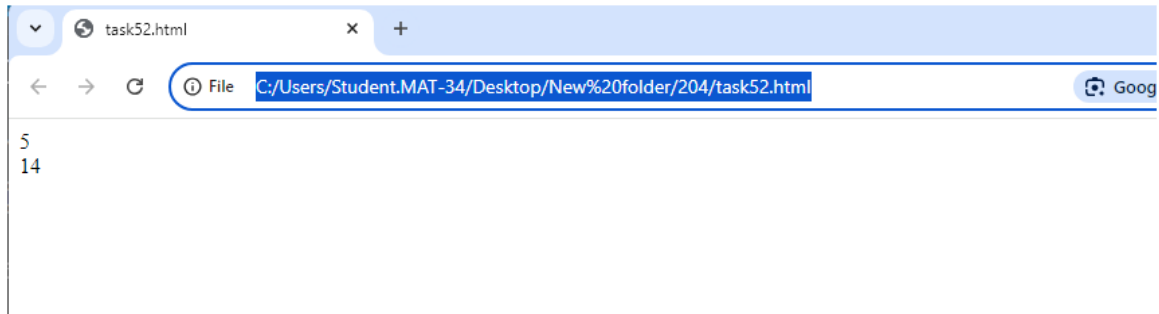 task52.html
File C:/Users/Student.MAT-34/Desktop/New%20folder/204/task52.html Goog
5
14